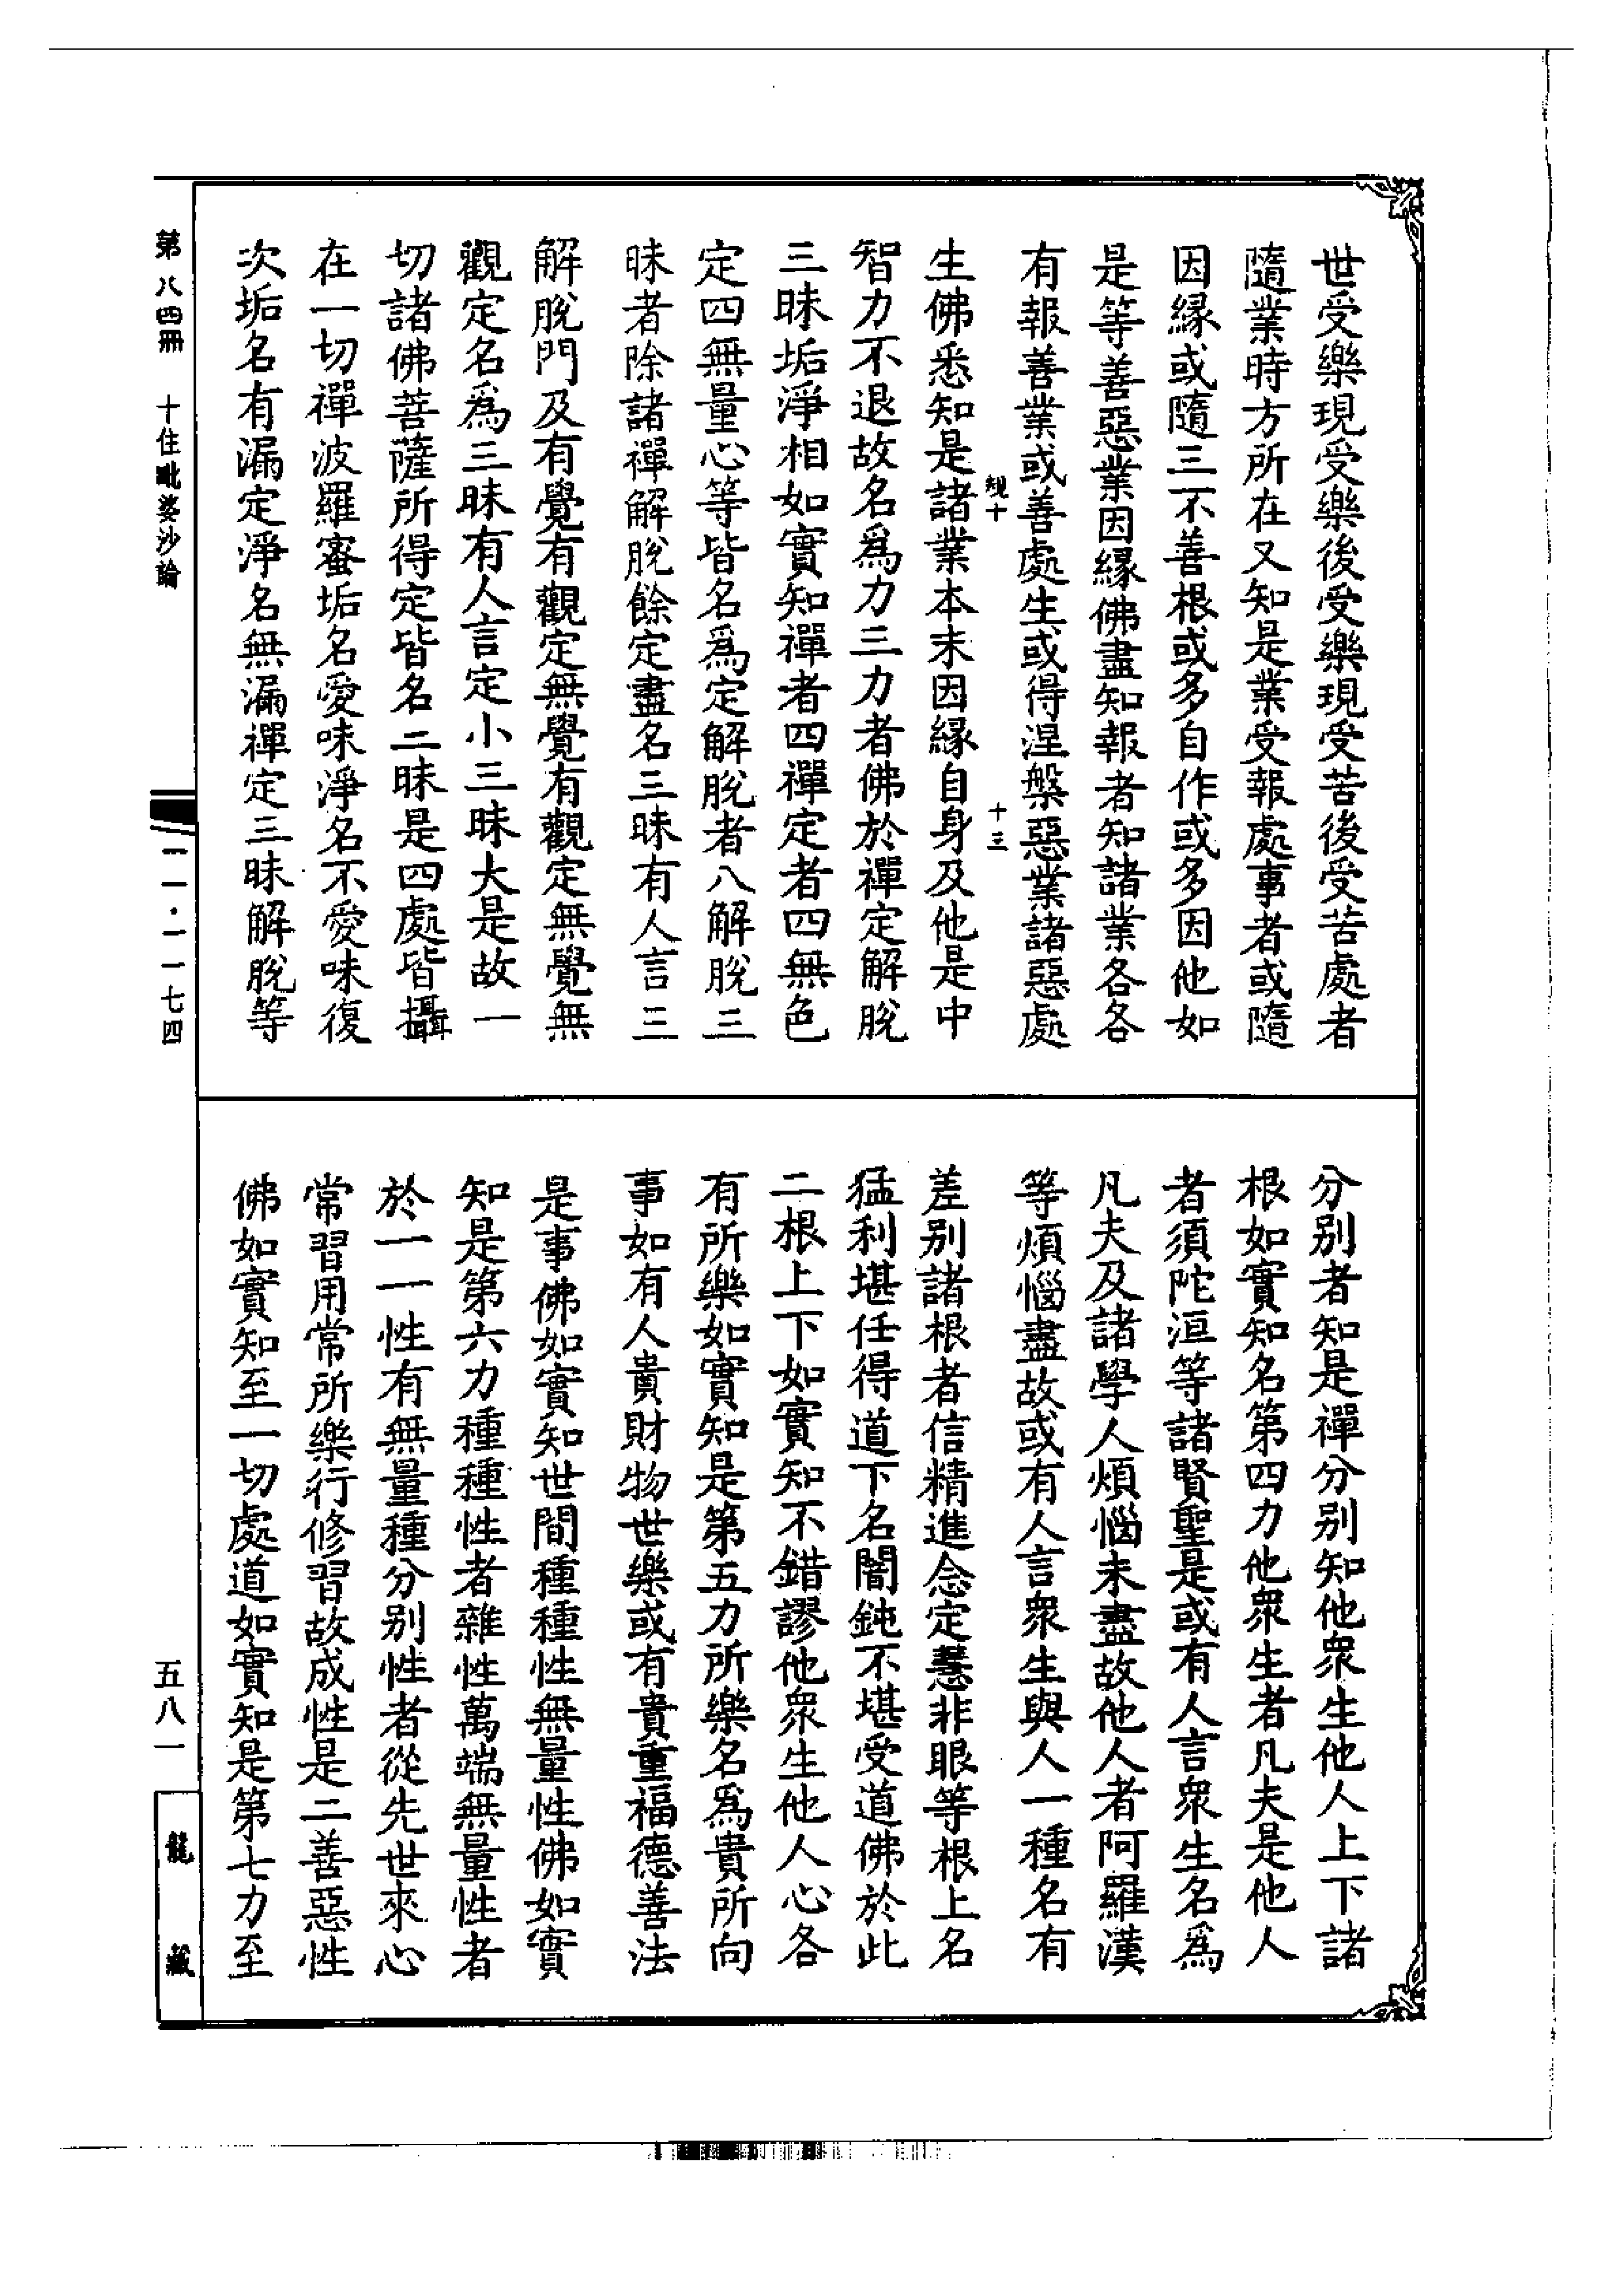 世受樂現受樂後受樂現受苦後受苦處者
隨業時方所在又知是業受報處事者或隨
因緣或隨三不善根或多自作或多因他如
是等善惡業因緣佛盡知報者知諸業各各
有報善業或善處生或得涅槃惡業諸惡處
十三
生佛悉知是諸業本末因緣自身及他是中
智力不退故名爲力三力者佛於禪定解脫
三昧垢淨相如實知禪者四禪定者四無色
定四無量心等皆名爲定解脫者八解脫三
昧者除諸禪解脫餘定盡名三昧有人言三
解脫門及有覺有觀定無覺有觀定無覺無
觀定名爲三昧有人言定小三昧大是故一
切諸佛菩薩所得定皆名三昧是四處皆攝
在一切禪波羅蜜垢名愛味淨名不愛味復
次垢名有漏定淨名無漏禪定三昧解脫等
分別者知是禪分別知他眾生他人上下諸
根如實知名第四力他眾生者凡夫是他人
者須陀洹等諸賢聖是或有人言眾生名爲
凡夫及諸學人煩惱未盡故他人者阿羅漢
等煩惱盡故或有人言眾生與人一種名有
差別諸根者信精進念定慧非眼等根上名
猛利堪任得道下名闇鈍不堪受道佛於此
二根上下如實知不錯謬他眾生他人心各
有所樂如實知是第五力所樂名爲貴所向
事如有人貴財物世樂或有貴重福德善法
是事佛如實知世間種種性無量性佛如實
知是第六力種種性者雜性萬端無量性者
於一一性有無量種分別性者從先世來心
常習用常所樂行修習故成性是二善惡性
佛如實知至一切處道如實知是第七力至
第八四冊 十住毗婆沙論
一一·一一七四
五八一
龍藏